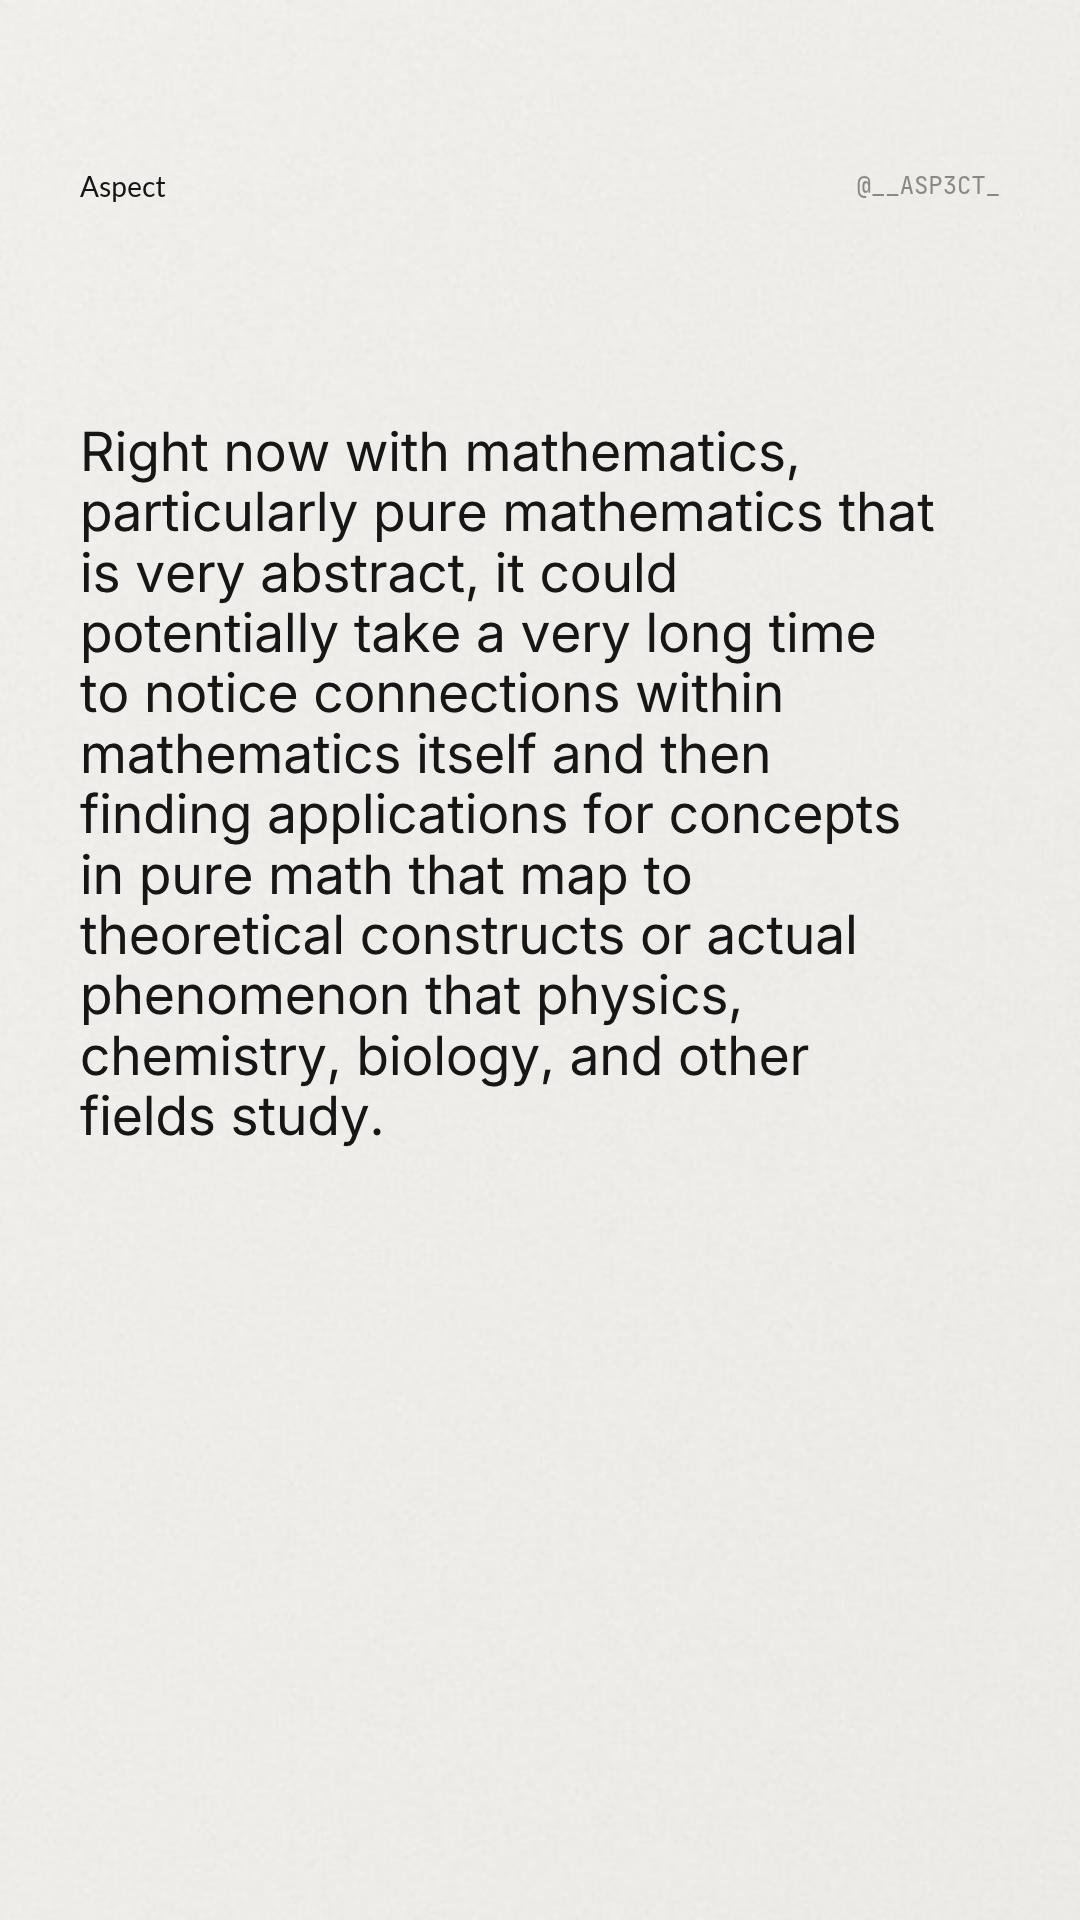 Aspect
@__ASP3CT_
Right now with mathematics,
particularly pure mathematics that
is very abstract, it could
potentially take a very long time
to notice connections within
mathematics itself and then
finding applications for concepts
in pure math that map to
theoretical constructs or actual
phenomenon that physics,
chemistry, biology, and other
fields study.